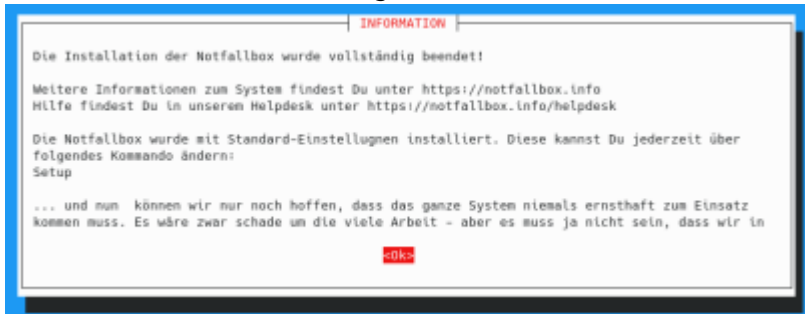 INFORMATION
Die Installation der Notfallbox wurde vollständig beendet!
Weitere Informationen zum System findest Du unter https://notfallbox.info
Hilfe findest Du in unserem Helpdesk unter https://notfallbox.info/helpdesk
Die Notfallbox wurde mit Standard-Einstellugnen installiert. Diese kannst Du jederzeit über
folgendes Kommando ändern:
Setup
... und nun  können wir nur noch hoffen, dass das ganze System niemals ernsthaft zum Einsatz
kommen muss. Es wäre zwar schade um die viele Arbeit – aber es muss ja nicht sein, dass wir in
<Ok>